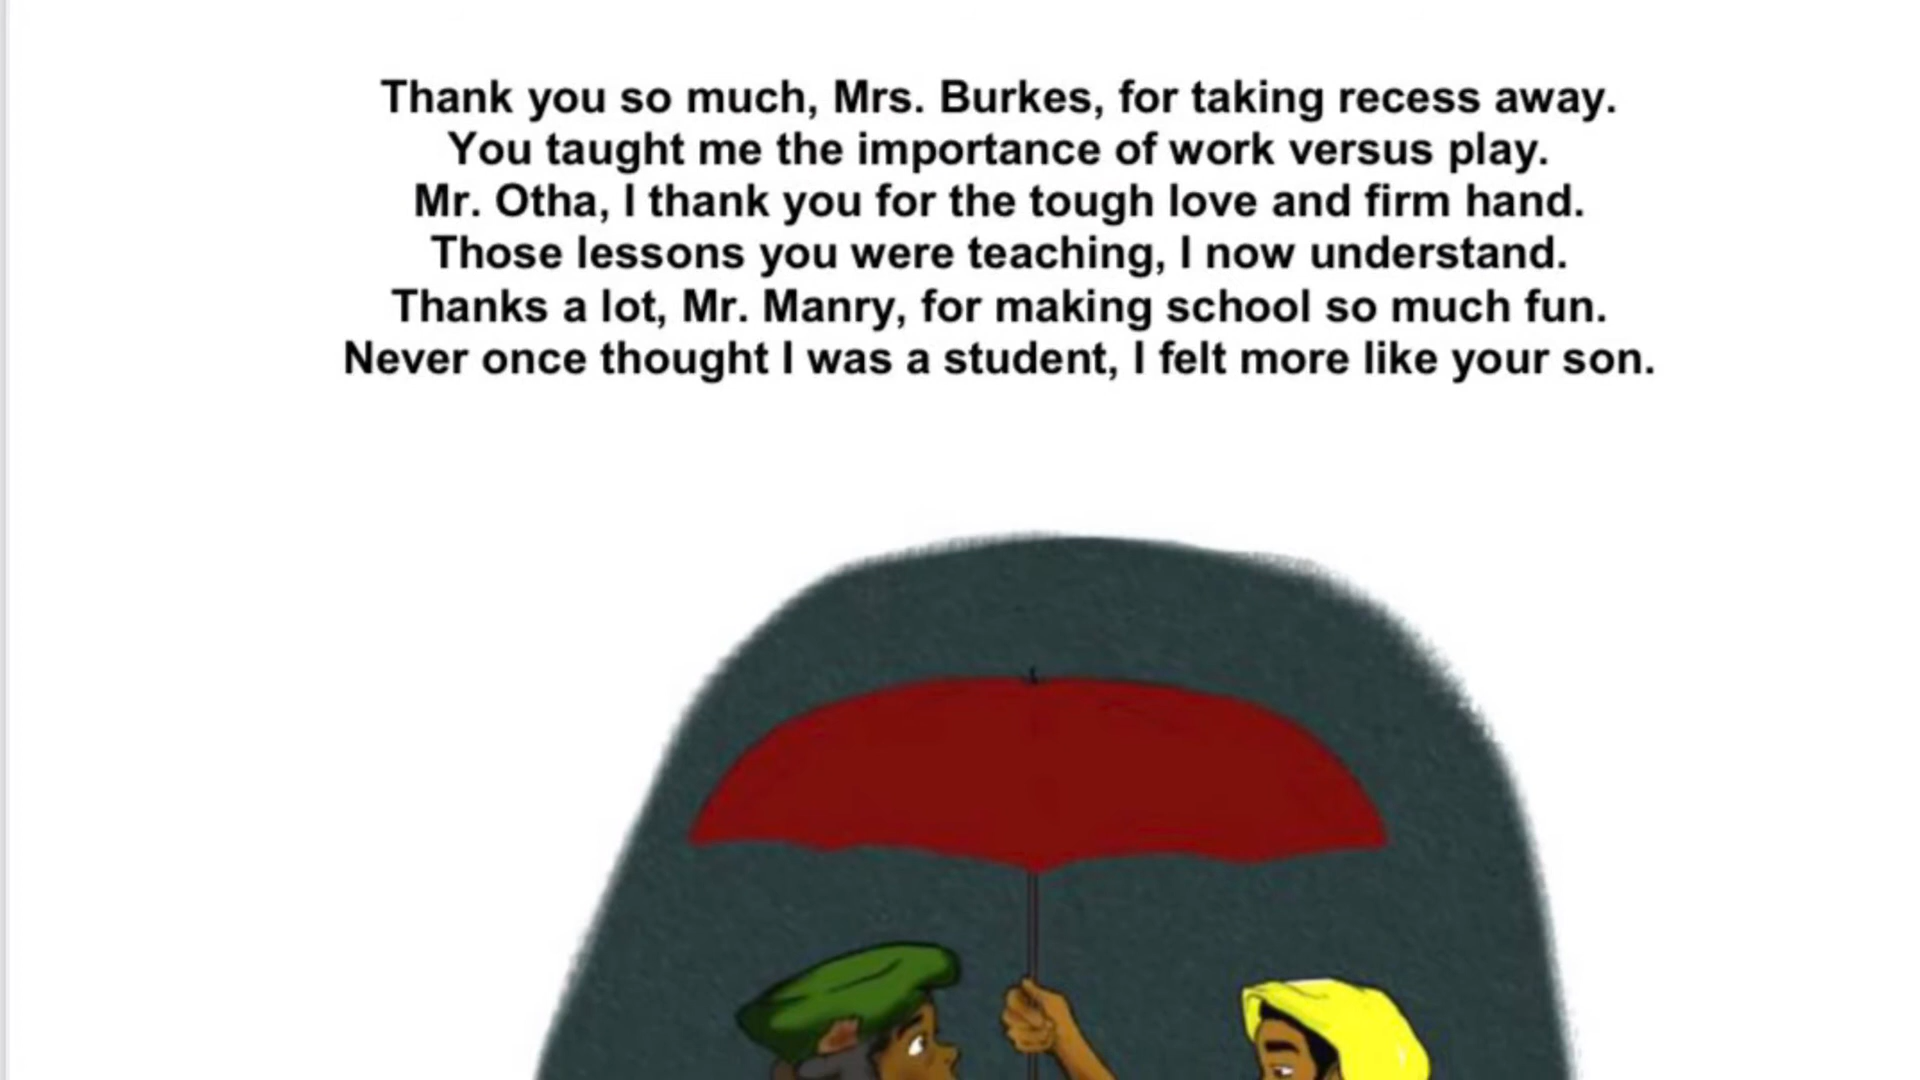 Thank you so much, Mrs. Burkes, for taking recess away.
You taught me the importance of work versus play.
Mr. Otha, I thank you for the tough love and firm hand.
Those lessons you were teaching, I now understand.
Thanks a lot, Mr. Manry, for making school so much fun.
Never once thought I was a student, I felt more like your son.